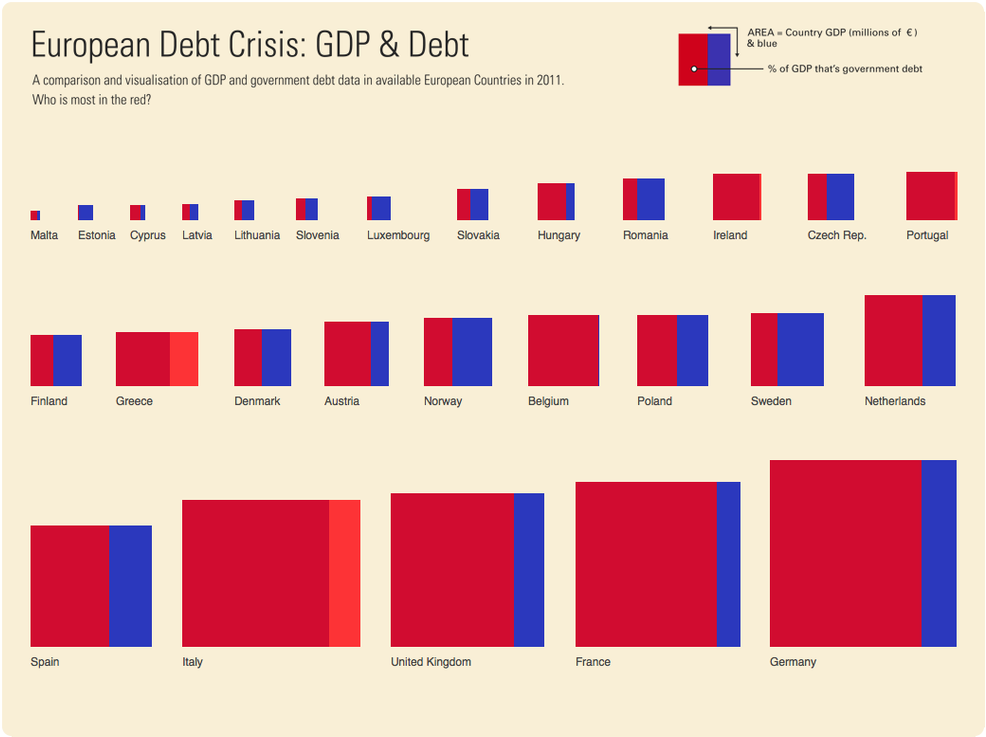 European Debt Crisis: GDP & Debt
A comparison and visualisation of GDP and government debt data in available European Countries in 2011.
Who is most in the red?
AREA = Country GDP (millions of € )
& blue
% of GDP that's government debt
Malta Estonia Cyprus Latvia Lithuania Slovenia Luxembourg Slovakia Hungary Romania Ireland Czech Rep. Portugal
Finland Greece Denmark Austria Norway Belgium Poland Sweden Netherlands
Spain Italy United Kingdom France Germany